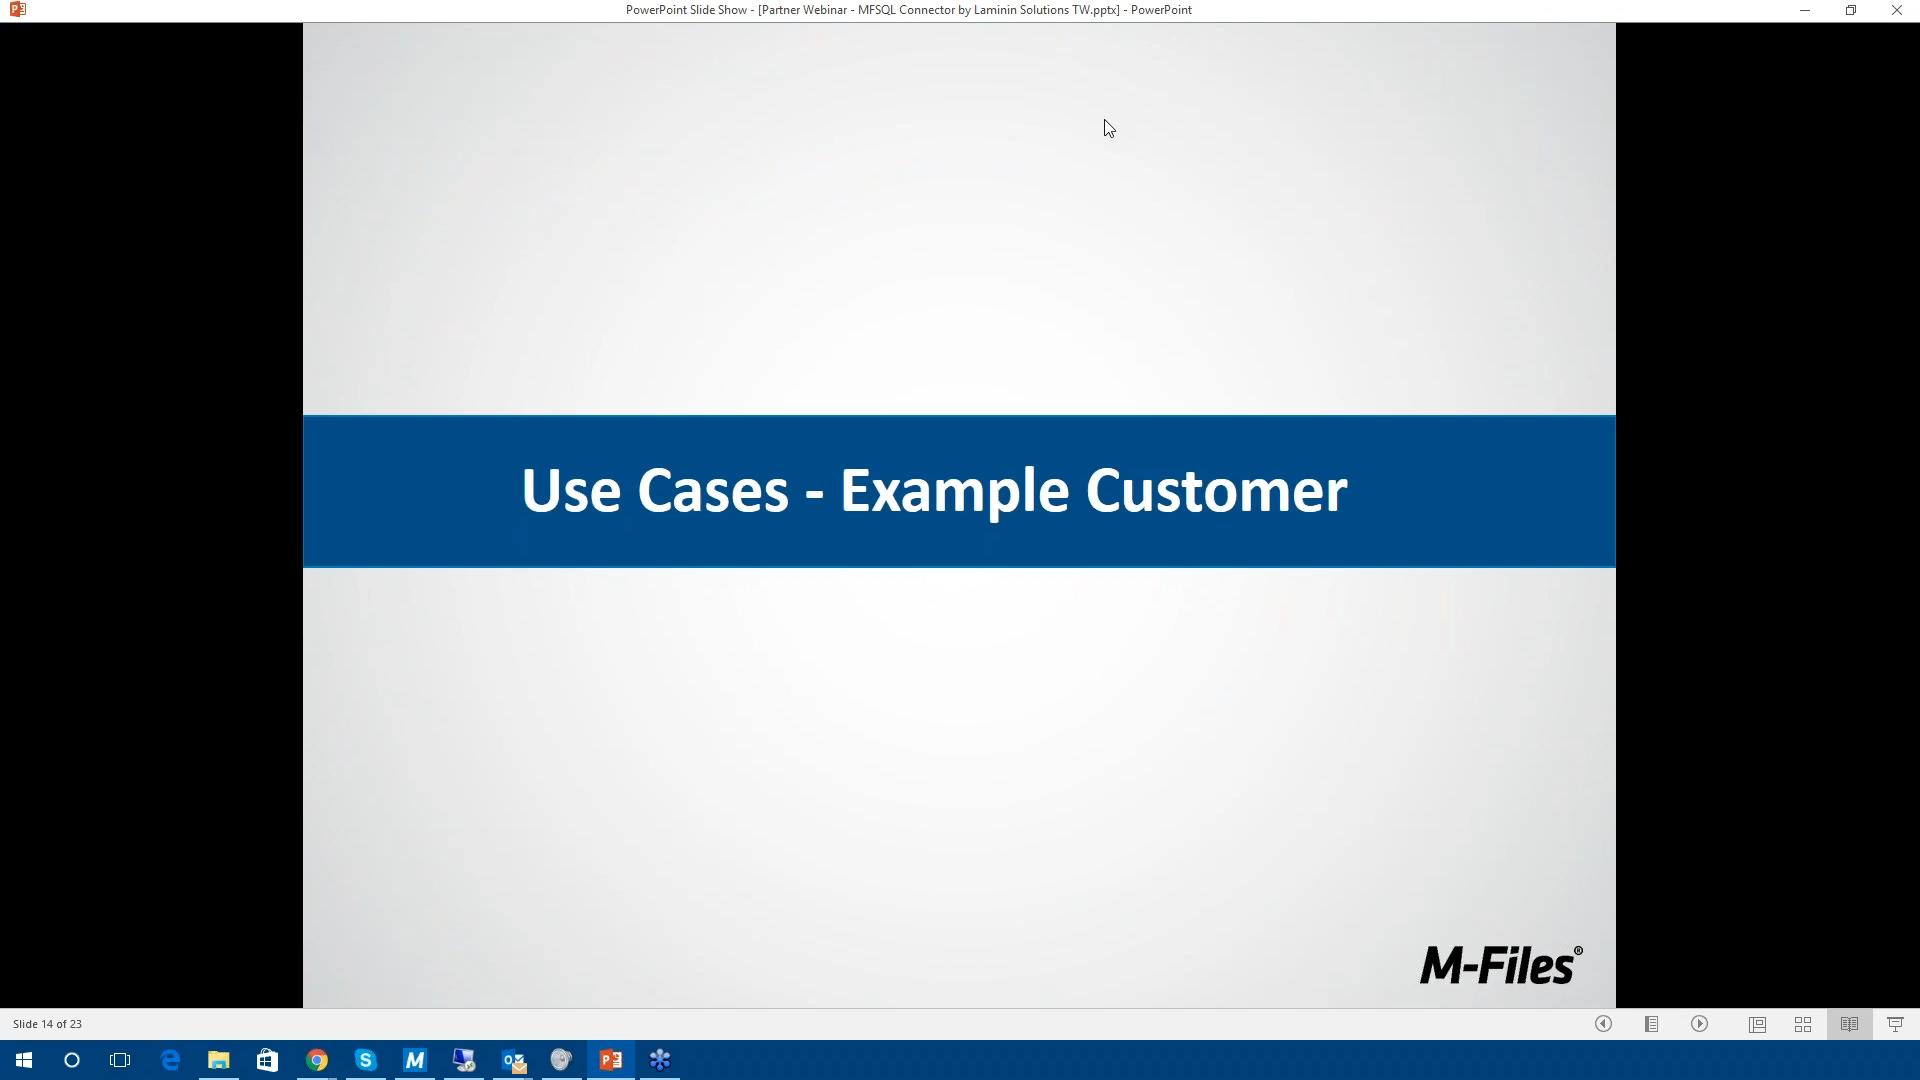 PowerPoint Slide Show - [Partner Webinar - MFSQL Connector by Laminin Solutions TW.pptx] - PowerPoint
Use Cases - Example Customer
M-Files®
Slide 14 of 23